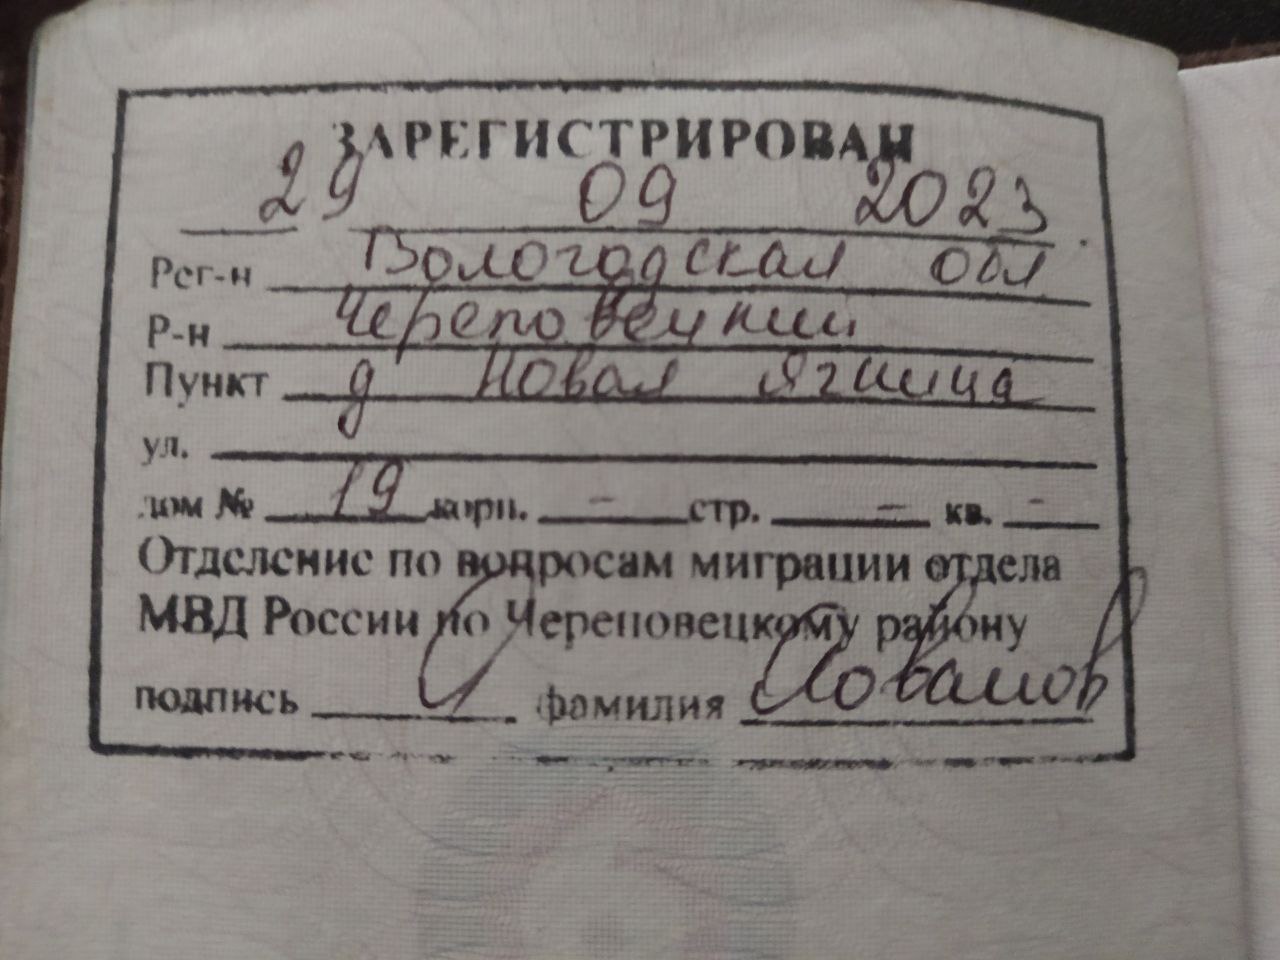 ЗАРЕГИСТРИРОВАН
29 09 2023
Рег-н Вологодская обл
Р-н Череповецкий
Пункт д Новая Ягница
ул.
дом № 19 корп. - стр. - кв. -
Отделение по вопросам миграции отдела
МВД России по Череповецкому району
подпись фамилия